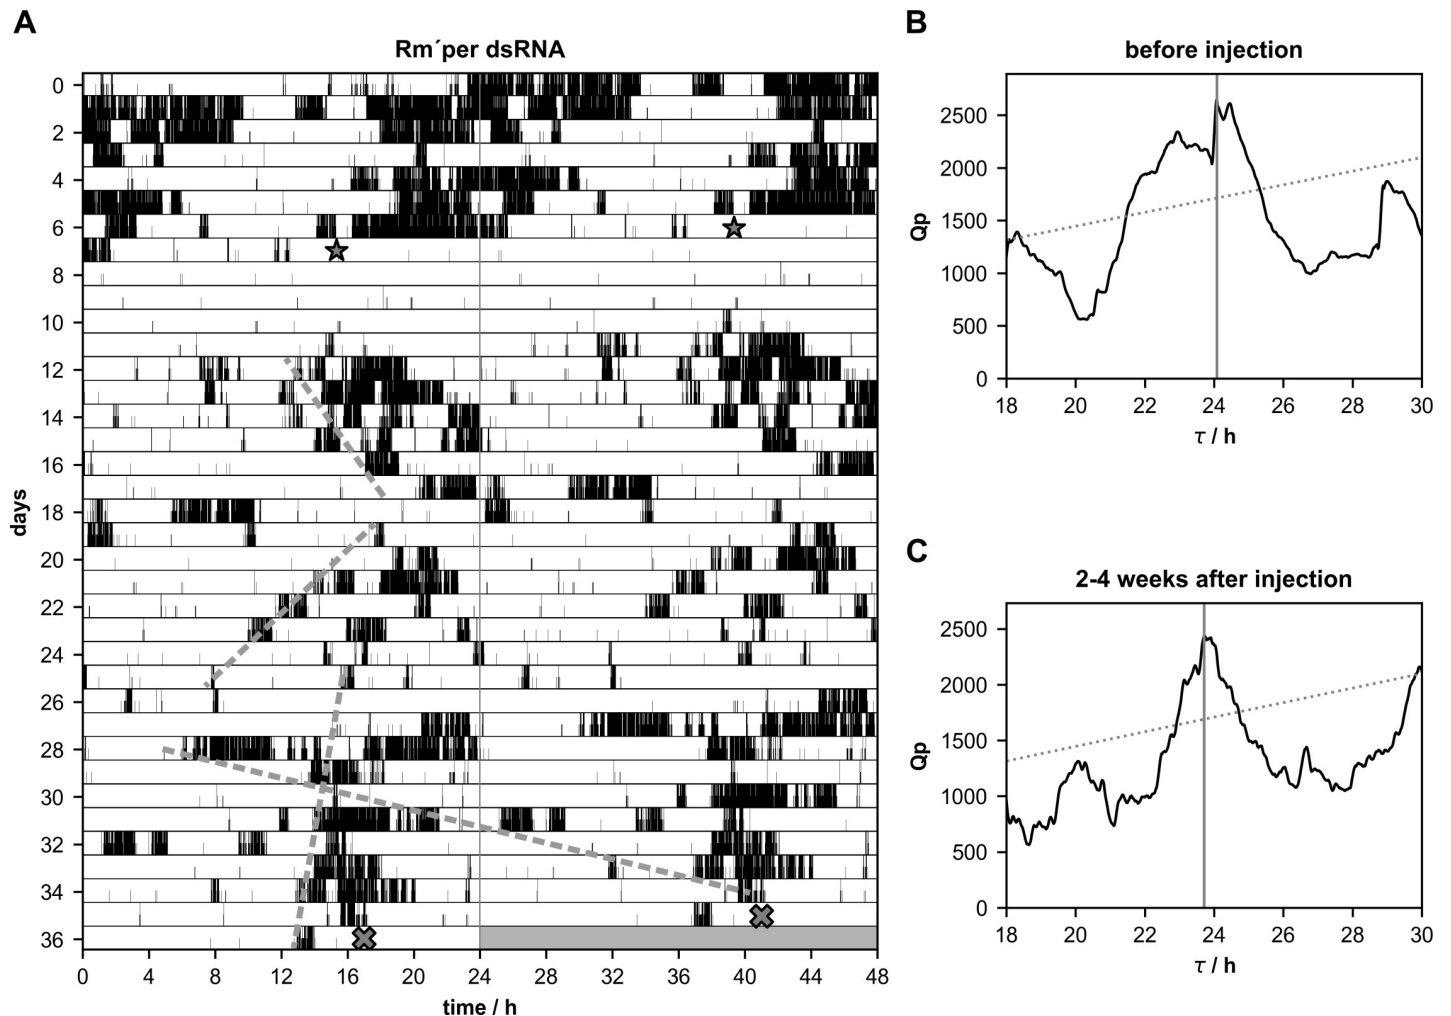 A
Rm´per dsRNA
0
2
4
6
8
10
12
14
16
18
20
22
24
26
28
30
32
34
36
days
0 4 8 12 16 20 24 28 32 36 40 44 48
time / h
B
before injection
2500
2000
1500
1000
500
0
Qp
18 20 22 24 26 28 30
τ / h
C
2-4 weeks after injection
2500
2000
1500
1000
500
0
Qp
18 20 22 24 26 28 30
τ / h